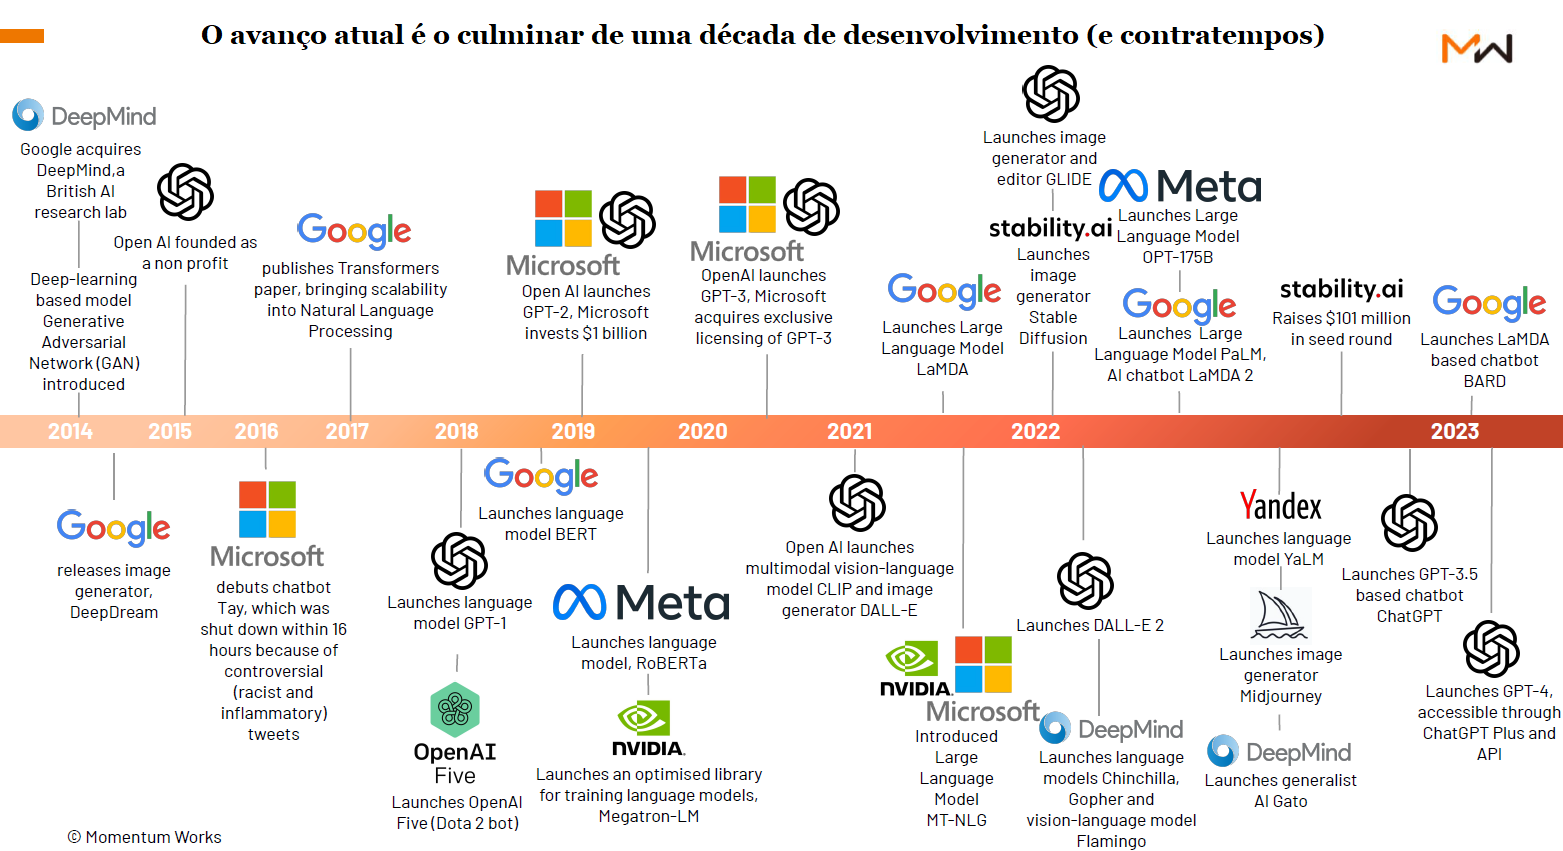 O avanço atual é o culminar de uma década de desenvolvimento (e contratempos)
MW
DeepMind
Google acquires
DeepMind,a
British AI
research lab
Deep-learning
based model
Generative
Adversarial
Network (GAN)
introduced
Open AI founded as
a non profit
Google
publishes Transformers
paper, bringing scalability
into Natural Language
Processing
Microsoft
Open AI launches
GPT-2, Microsoft
invests $1 billion
Microsoft
OpenAI launches
GPT-3, Microsoft
acquires exclusive
licensing of GPT-3
Google
Launches Large
Language Model
LaMDA
Launches image
generator and
editor GLIDE
stability.ai
Launches
image
generator
Stable
Diffusion
Meta
Launches Large
Language Model
OPT-175B
Google
Launches Large
Language Model PaLM,
AI chatbot LaMDA 2
stability.ai
Raises $101 million
in seed round
Google
Launches LaMDA
based chatbot
BARD
2014
2015
2016
2017
2018
2019
2020
2021
2022
2023
Google
releases image
generator,
DeepDream
Microsoft
debuts chatbot
Tay, which was
shut down within 16
hours because of
controversial
(racist and
inflammatory)
tweets
Launches language
model GPT-1
OpenAI
Five
Launches OpenAI
Five (Dota 2 bot)
Google
Launches language
model BERT
Meta
Launches language
model, RoBERTa
NVIDIA.
Launches an optimised library
for training language models,
Megatron-LM
Open AI launches
multimodal vision-language
model CLIP and image
generator DALL-E
NVIDIA.
Microsoft
Introduced
Large
Language
Model
MT-NLG
Launches DALL-E 2
DeepMind
Launches language
models Chinchilla,
Gopher and
vision-language model
Flamingo
Yandex
Launches language
model YaLM
Launches image
generator
Midjourney
DeepMind
Launches generalist
AI Gato
Launches GPT-3.5
based chatbot
ChatGPT
Launches GPT-4,
accessible through
ChatGPT Plus and
API
© Momentum Works